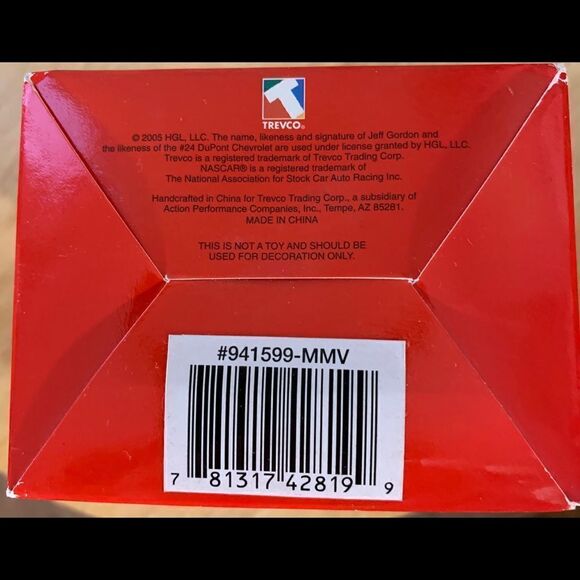 TREVCO®
© 2005 HGL, LLC. The name, likeness and signature of Jeff Gordon and
the likeness of the #24 DuPont Chevrolet are used under license granted by HGL, LLC.
Trevco is a registered trademark of Trevco Trading Corp.
NASCAR® is a registered trademark of
The National Association for Stock Car Auto Racing Inc.
Handcrafted in China for Trevco Trading Corp., a subsidiary of
Action Performance Companies, Inc., Tempe, AZ 85281.
MADE IN CHINA
THIS IS NOT A TOY AND SHOULD BE
USED FOR DECORATION ONLY.
#941599-MMV
7 81317 42819 9